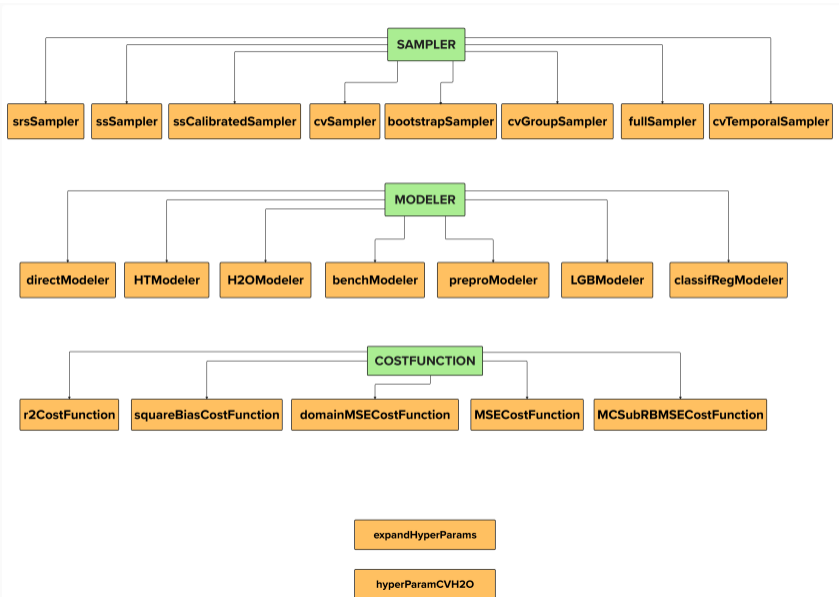 SAMPLER
srsSampler
ssSampler
ssCalibratedSampler
cvSampler
bootstrapSampler
cvGroupSampler
fullSampler
cvTemporalSampler
MODELER
directModeler
HTModeler
H2OModeler
benchModeler
preproModeler
LGBModeler
classifRegModeler
COSTFUNCTION
r2CostFunction
squareBiasCostFunction
domainMSECostFunction
MSECostFunction
MCSubRBMSECostFunction
expandHyperParams
hyperParamCVH2O